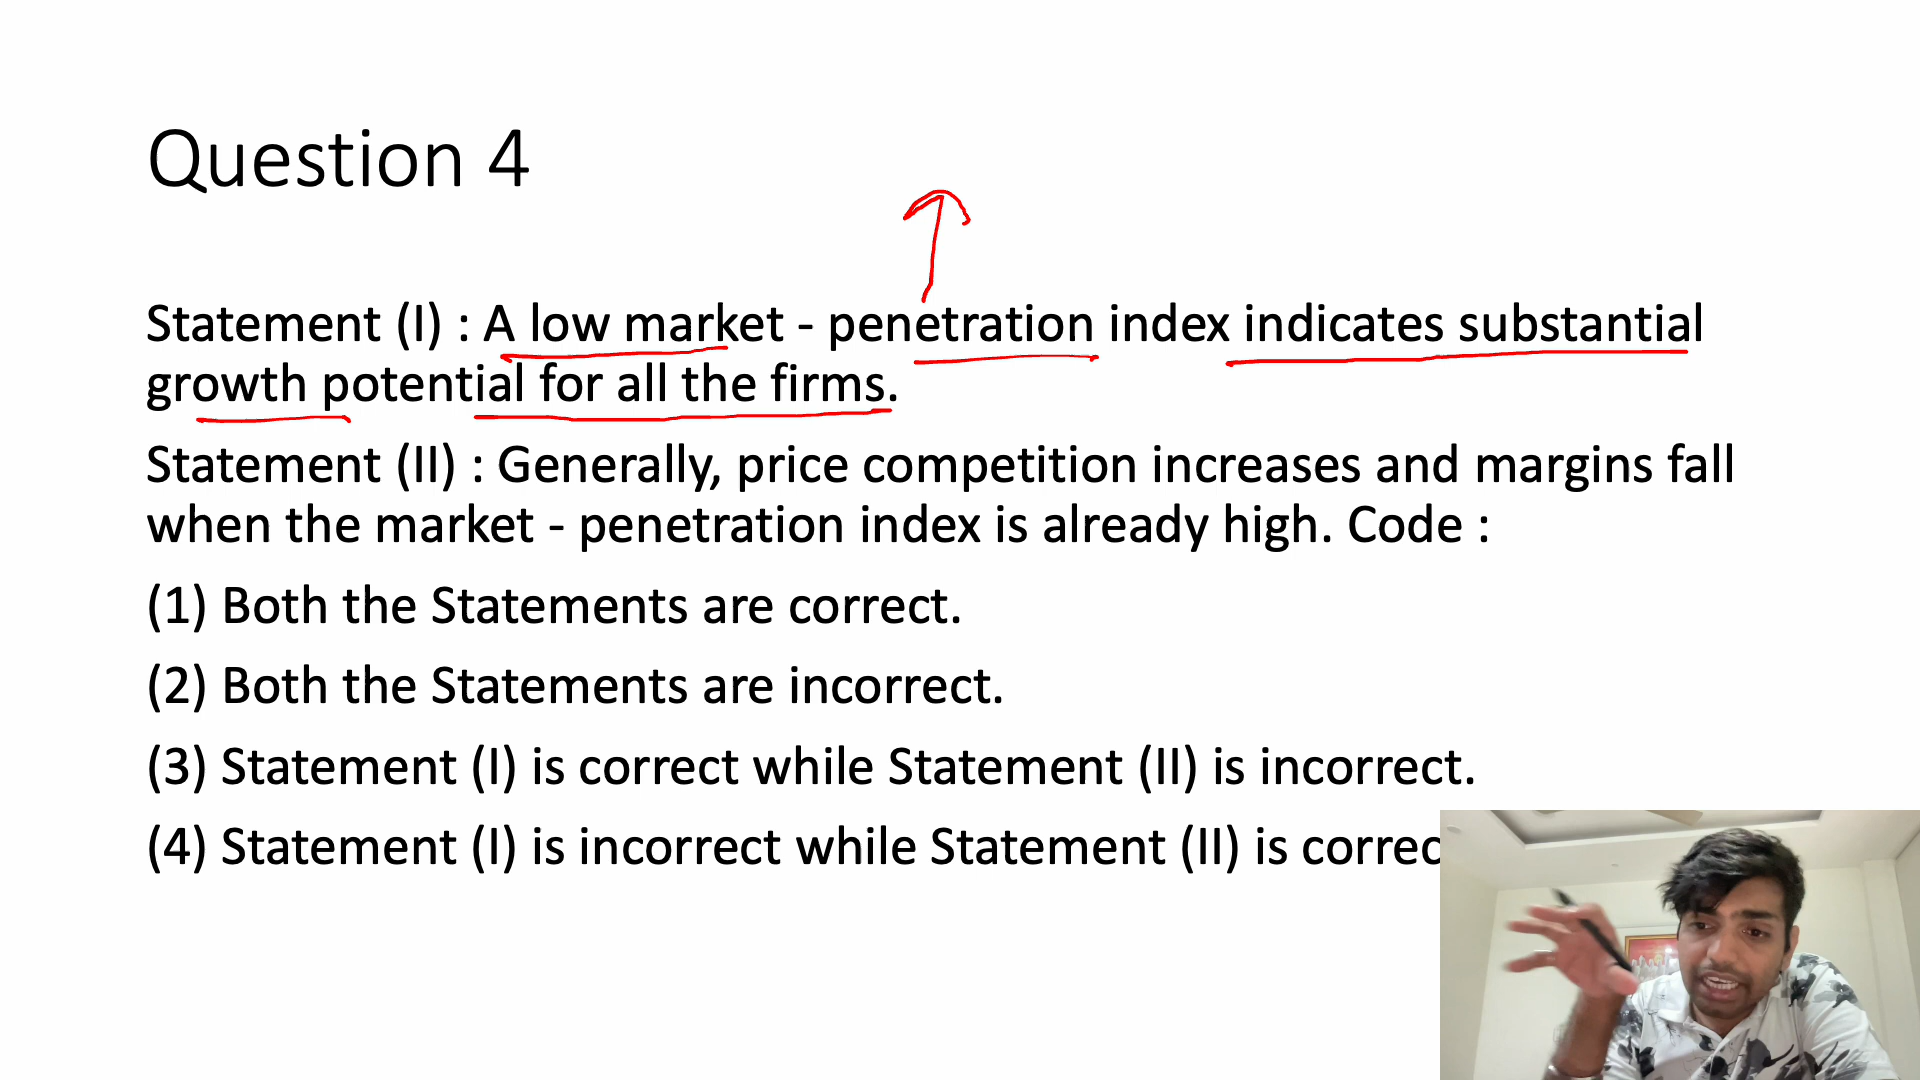 Question 4
Statement (I) : A low market - penetration index indicates substantial
growth potential for all the firms.
Statement (II) : Generally, price competition increases and margins fall
when the market - penetration index is already high. Code :
(1) Both the Statements are correct.
(2) Both the Statements are incorrect.
(3) Statement (I) is correct while Statement (II) is incorrect.
(4) Statement (I) is incorrect while Statement (II) is correc